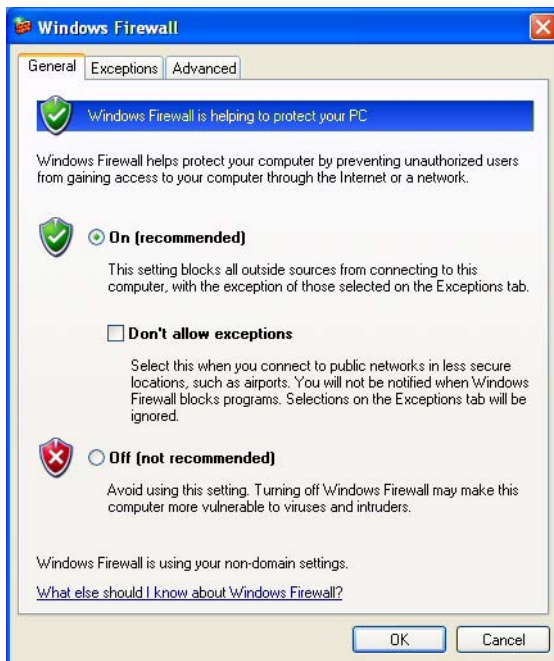 Windows Firewall
General Exceptions Advanced
Windows Firewall is helping to protect your PC
Windows Firewall helps protect your computer by preventing unauthorized users
from gaining access to your computer through the Internet or a network.
On (recommended)
This setting blocks all outside sources from connecting to this
computer, with the exception of those selected on the Exceptions tab.
Don't allow exceptions
Select this when you connect to public networks in less secure
locations, such as airports. You will not be notified when Windows
Firewall blocks programs. Selections on the Exceptions tab will be
ignored.
Off (not recommended)
Avoid using this setting. Turning off Windows Firewall may make this
computer more vulnerable to viruses and intruders.
Windows Firewall is using your non-domain settings.
What else should I know about Windows Firewall?
OK Cancel